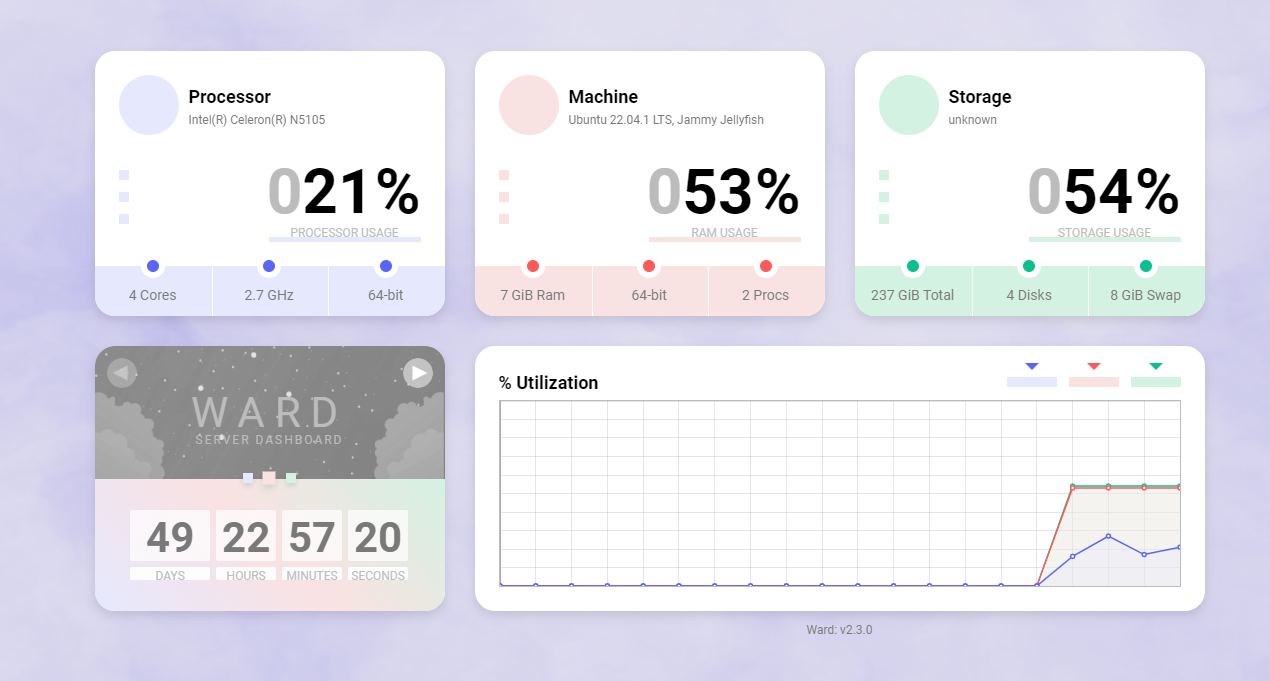 Processor
Intel(R) Celeron(R) N5105
021%
PROCESSOR USAGE
4 Cores
2.7 GHz
64-bit
Machine
Ubuntu 22.04.1 LTS, Jammy Jellyfish
053%
RAM USAGE
7 GiB Ram
64-bit
2 Procs
Storage
unknown
054%
STORAGE USAGE
237 GiB Total
4 Disks
8 GiB Swap
WARD
SERVER DASHBOARD
49 22 57 20
DAYS HOURS MINUTES SECONDS
% Utilization
Ward: v2.3.0